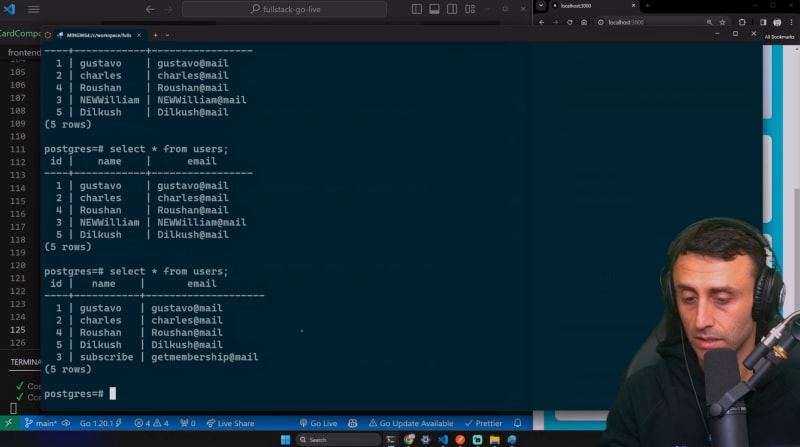 fullstack-go-live
localhost:3000
localhost:3000
All Bookmarks
CardCompo
frontend
MINGW64:/c/workspace/fulls
104
105
106
107
108
109
110
111
112
113
114
115
116
117
118
119
120
121
122
123
124
125
126
1 | gustavo | gustavo@mail
2 | charles | charles@mail
4 | Roushan | Roushan@mail
3 | NEWWilliam | NEWWilliam@mail
5 | Dilkush | Dilkush@mail
(5 rows)
postgres=# select * from users;
id | name | email
1 | gustavo | gustavo@mail
2 | charles | charles@mail
4 | Roushan | Roushan@mail
3 | NEWWilliam | NEWWilliam@mail
5 | Dilkush | Dilkush@mail
(5 rows)
postgres=# select * from users;
id | name | email
1 | gustavo | gustavo@mail
2 | charles | charles@mail
4 | Roushan | Roushan@mail
5 | Dilkush | Dilkush@mail
3 | subscribe | getmembership@mail
(5 rows)
postgres=#
TERMINA
Con
Con
main* Go 1.20.1 4 4 0 Live Share Go Live Go Update Available Prettier
Search